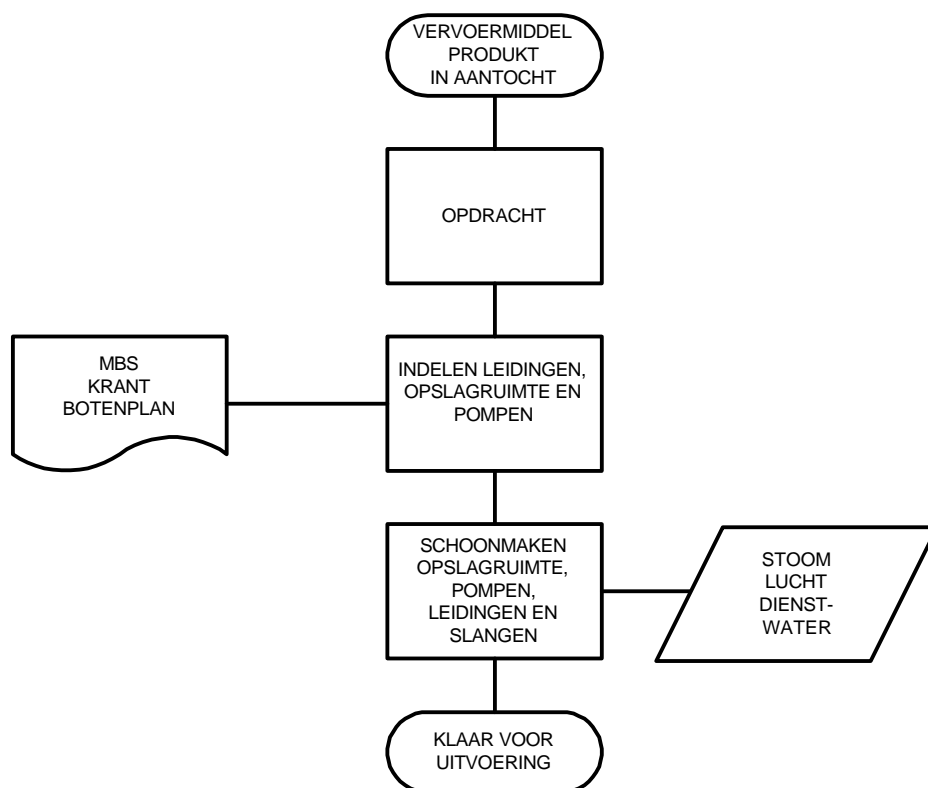 VERVOERMIDDEL
PRODUKT
IN AANTOCHT
OPDRACHT
MBS
KRANT
BOTENPLAN
INDELEN LEIDINGEN,
OPSLAGRUIMTE EN
POMPEN
SCHOONMAKEN
OPSLAGRUIMTE,
POMPEN,
LEIDINGEN EN
SLANGEN
STOOM
LUCHT
DIENST-
WATER
KLAAR VOOR
UITVOERING